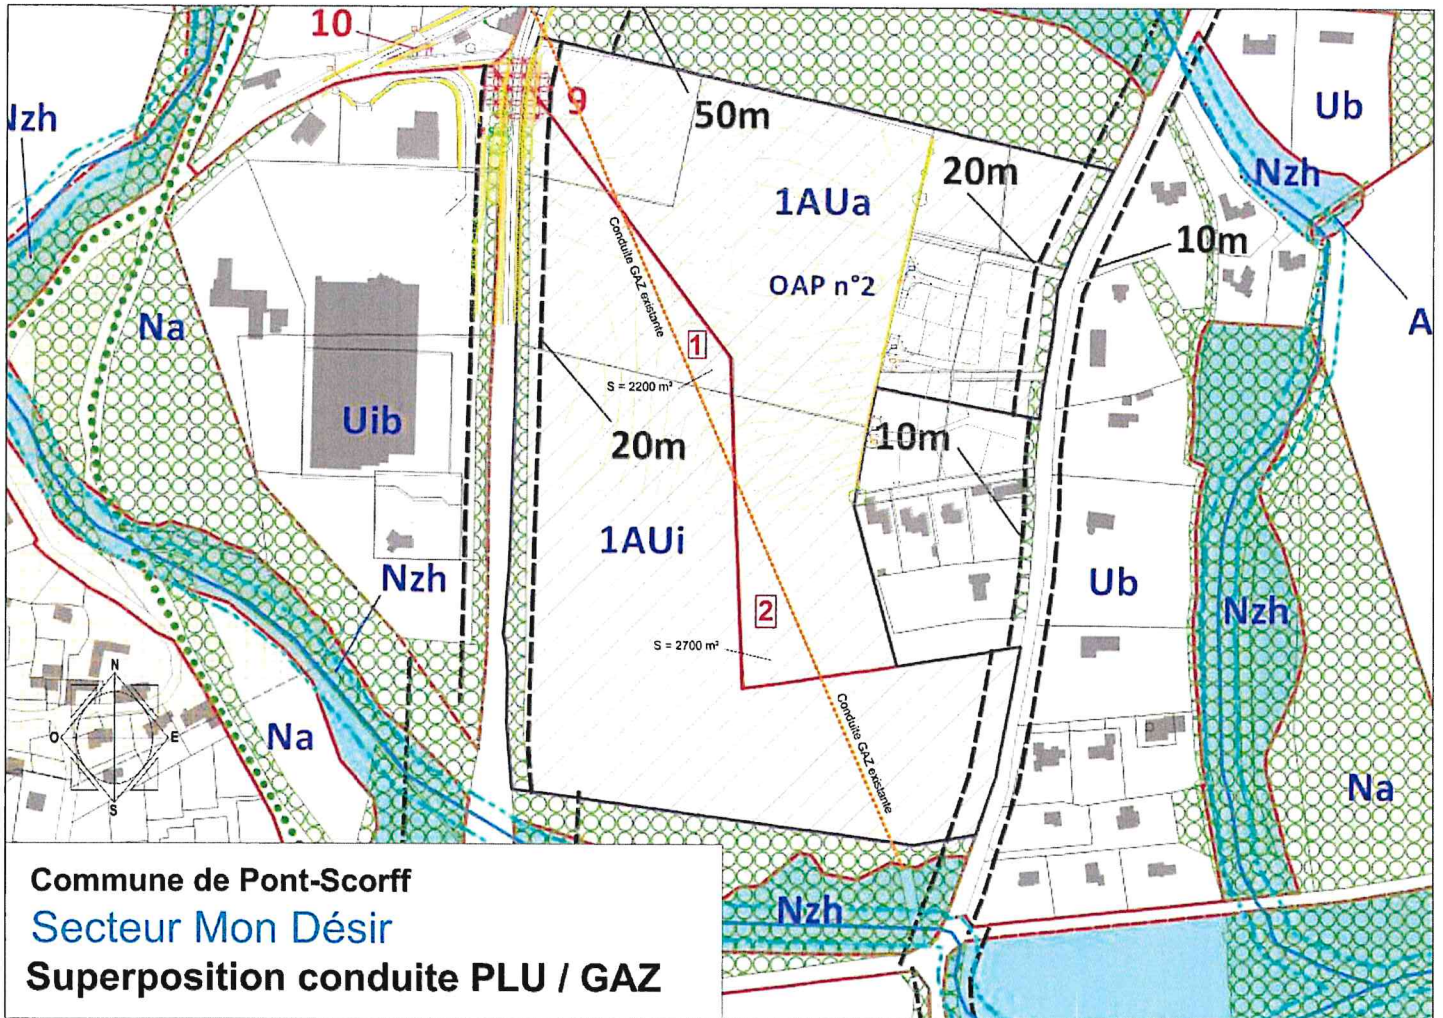 10
9
50m
Nzh
Ub
Nzh
20m
1AUa
10m
Conduite GAZ existante
OAP n°2
A
Na
1
S = 2200 m²
Uib
20m
10m
1AUi
Nzh
Ub
2
Nzh
S = 2700 m²
N
O
E
S
Na
Conduite GAZ existante
Na
Nzh
Commune de Pont-Scorff
Secteur Mon Désir
Superposition conduite PLU / GAZ